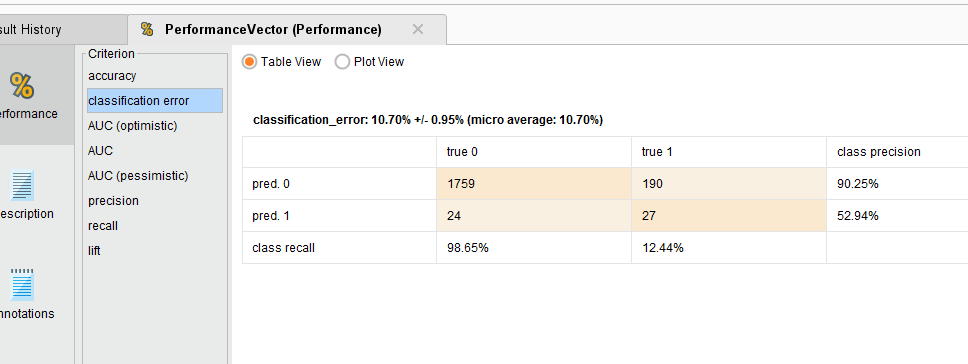 sult History
% PerformanceVector (Performance) ×
Criterion
accuracy
classification error
AUC (optimistic)
AUC
AUC (pessimistic)
precision
recall
lift
%
erformance
escription
nnotations
Table View Plot View
classification_error: 10.70% +/- 0.95% (micro average: 10.70%)
true 0 true 1 class precision
pred. 0 1759 190 90.25%
pred. 1 24 27 52.94%
class recall 98.65% 12.44%